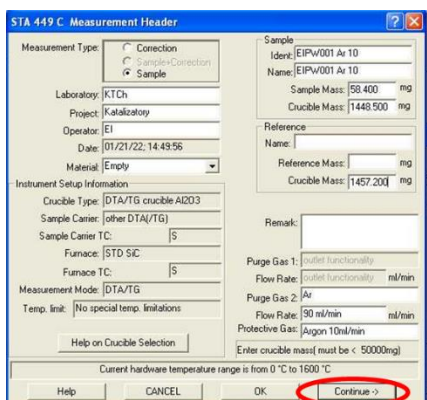 STA 449 C Measurement Header
Measurement Type:
Correction
Sample+Correction
Sample
Laboratory: KTCh
Project: Katalizatory
Operator: EI
Date: 01/21/22; 14:49:56
Material: Empty
Instrument Setup Information
Crucible Type: DTA/TG crucible Al2O3
Sample Carrier: other DTA(/TG)
Sample Carrier TC: S
Furnace: STD SiC
Furnace TC: S
Measurement Mode: DTA/TG
Temp. limit: No special temp. limitations
Help on Crucible Selection
Sample
Ident: EIPW001 Ar 10
Name: EIPW001 Ar 10
Sample Mass: 58.400 mg
Crucible Mass: 1448.500 mg
Reference
Name:
Reference Mass: mg
Crucible Mass: 1457.200 mg
Remark:
Purge Gas 1: outlet functionality
Flow Rate: outlet functionality ml/min
Purge Gas 2: Ar
Flow Rate: 90 ml/min ml/min
Protective Gas: Argon 10ml/min
Enter crucible mass( must be < 50000mg)
Current hardware temperature range is from 0 °C to 1600 °C
Help CANCEL OK Continue ->